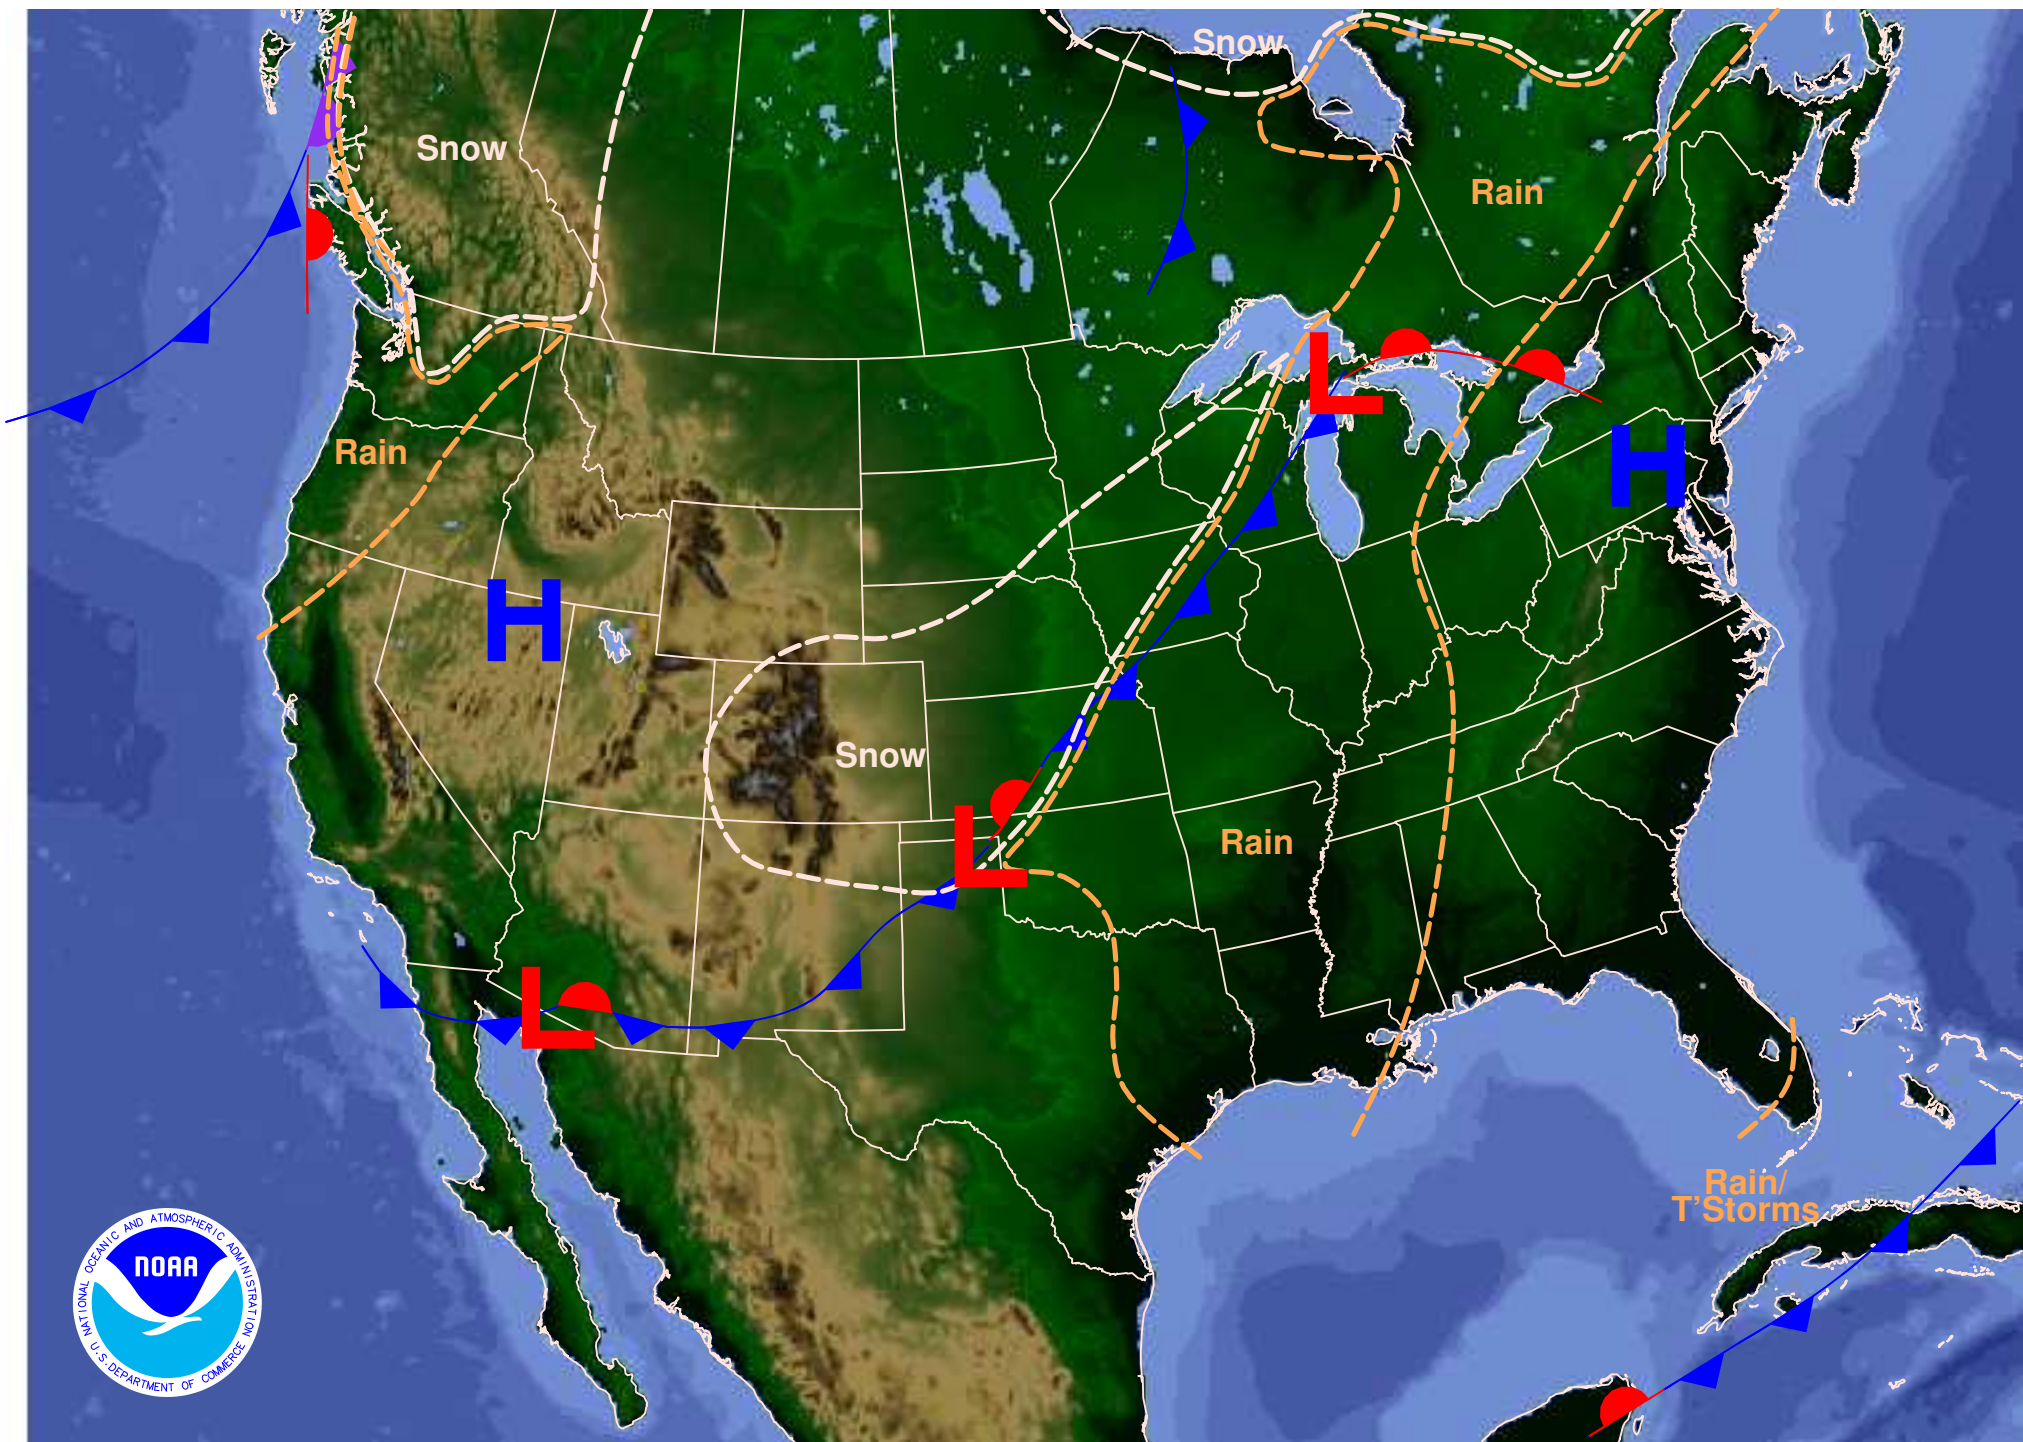 Snow
Snow
Rain
Rain
L
H
H
Snow
L
Rain
L
Rain/
T'Storms
NATIONAL OCEANIC AND ATMOSPHERIC ADMINISTRATION
NOAA
U.S. DEPARTMENT OF COMMERCE